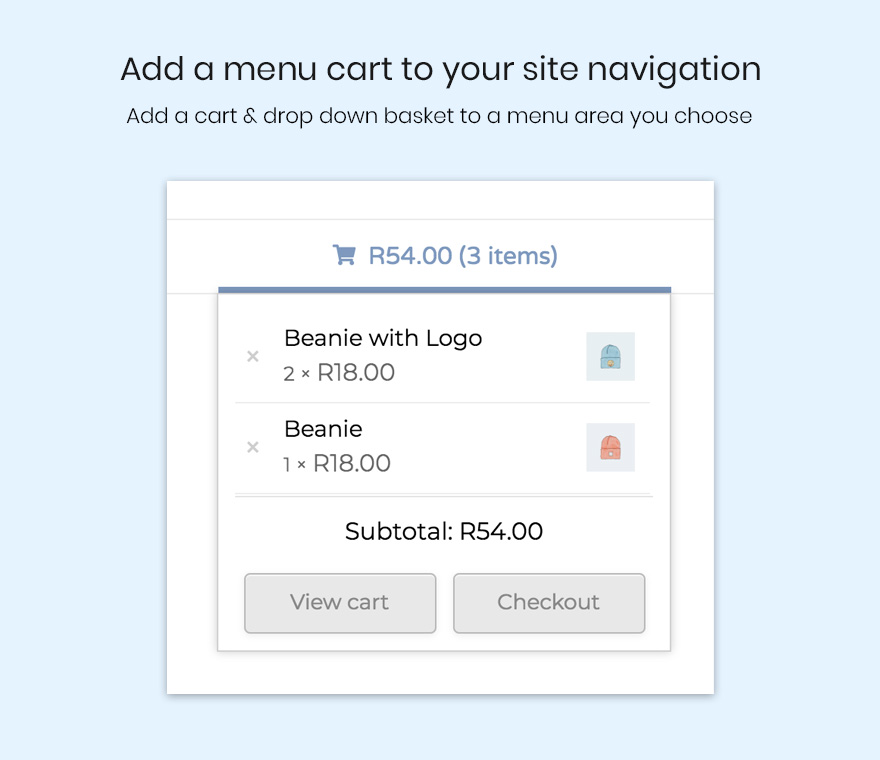 Add a menu cart to your site navigation
Add a cart & drop down basket to a menu area you choose
R54.00 (3 items)
Beanie with Logo
× 2 × R18.00
Beanie
× 1 × R18.00
Subtotal: R54.00
View cart
Checkout